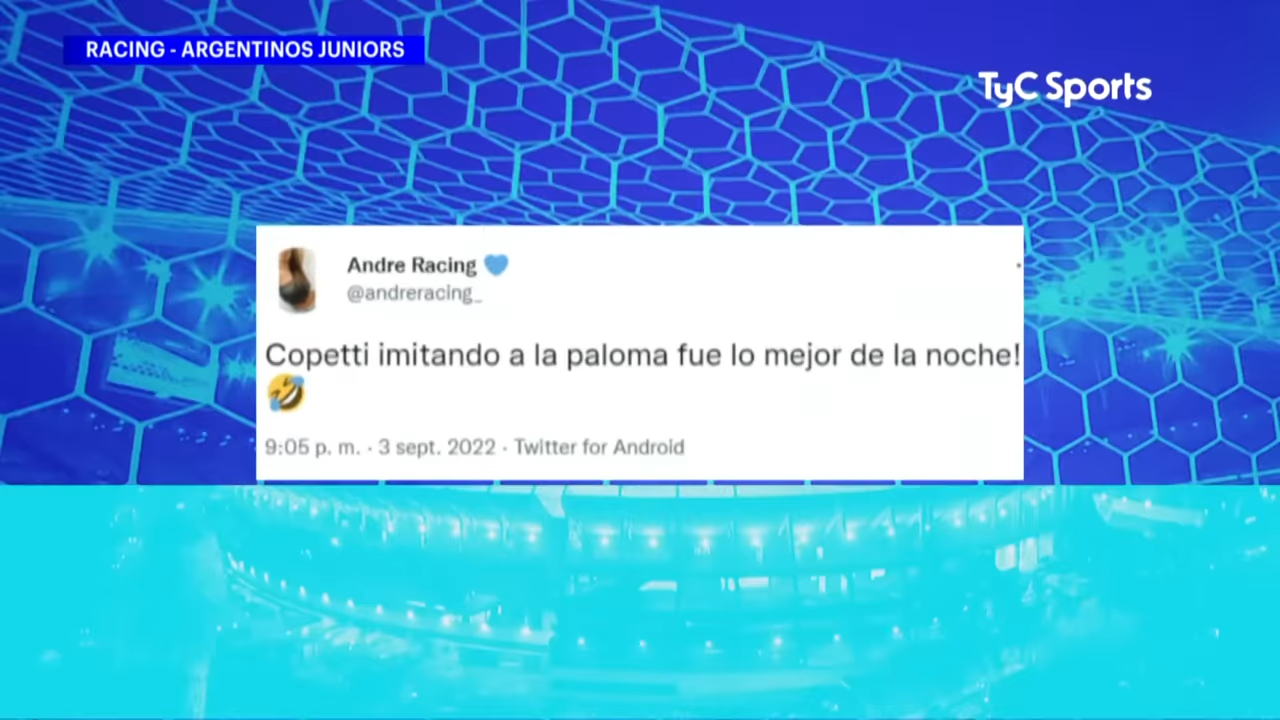 RACING - ARGENTINOS JUNIORS
TyC Sports
Andre Racing 💙
@andreracing_
Copetti imitando a la paloma fue lo mejor de la noche!
🤣
9:05 p. m. · 3 sept. 2022 · Twitter for Android